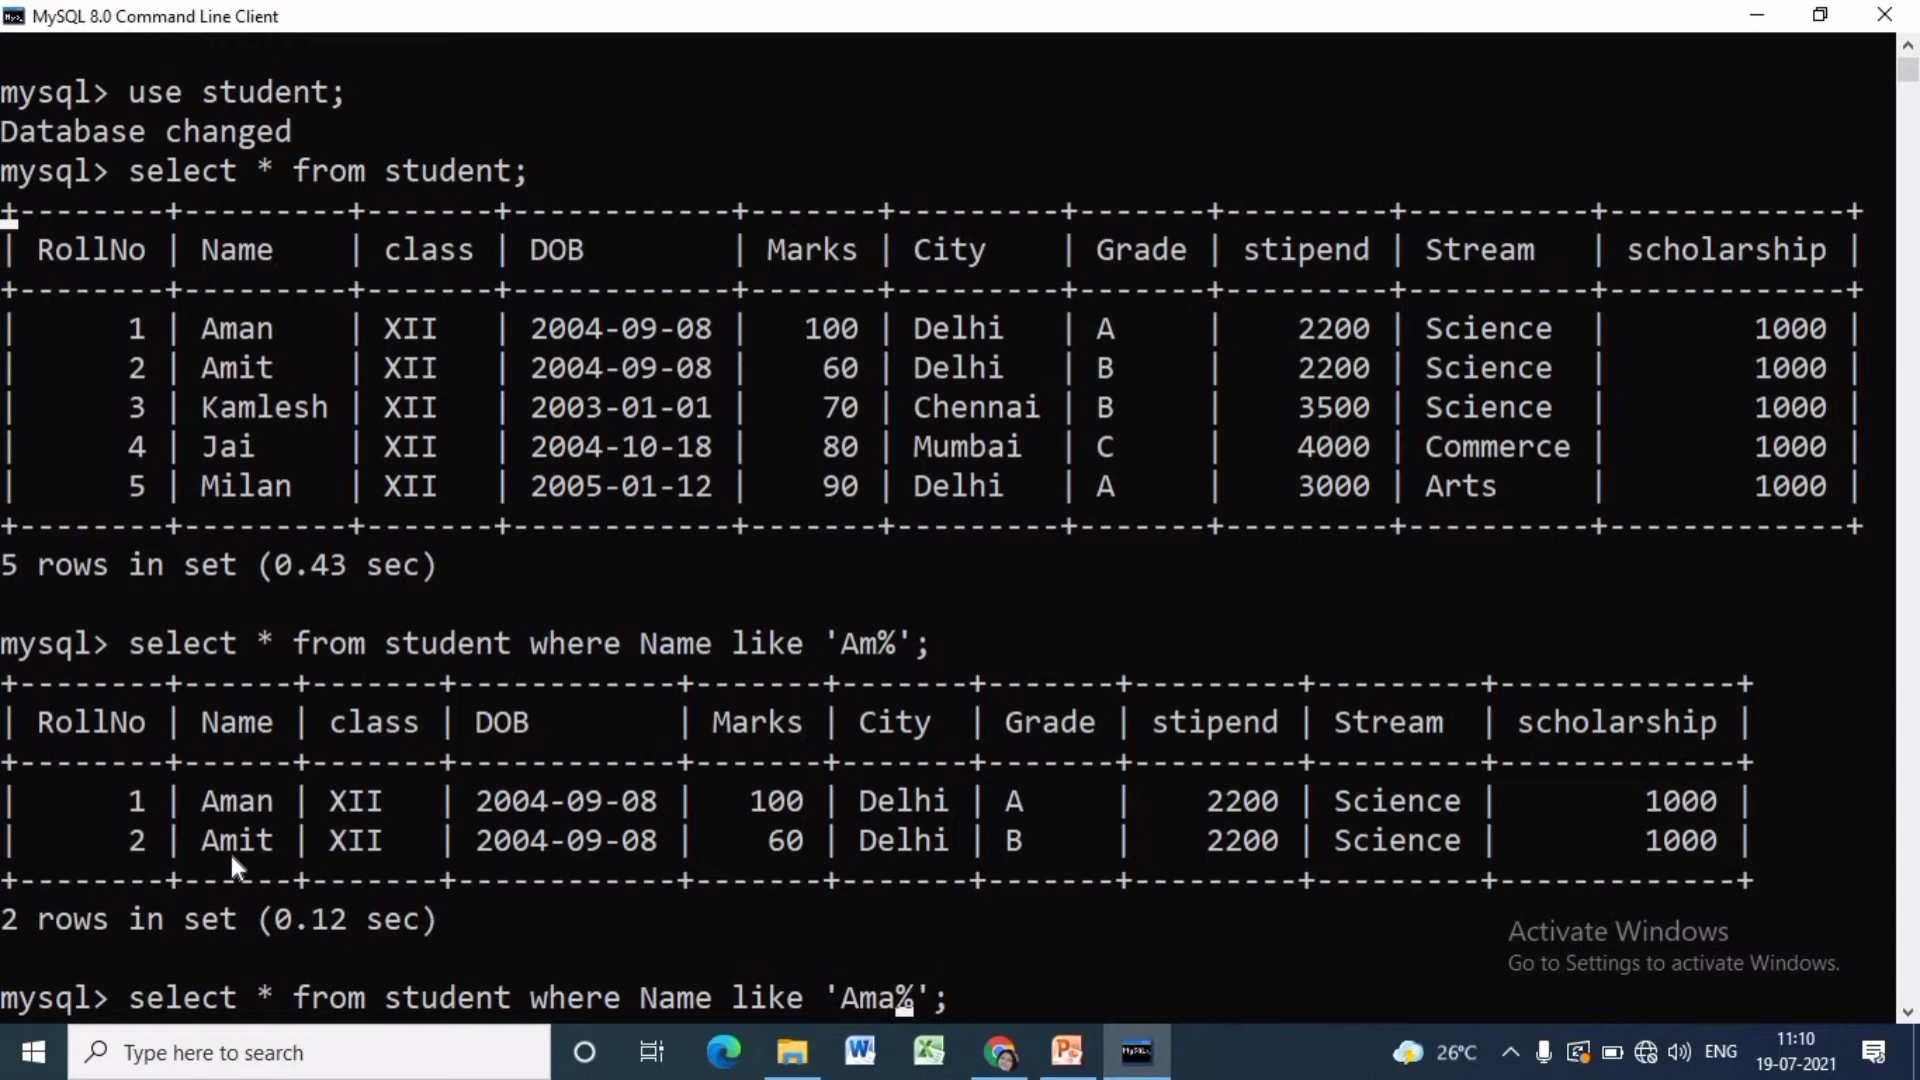 MySQL 8.0 Command Line Client
mysql> use student;
Database changed
mysql> select * from student;
+--------+---------+-------+------------+-------+---------+-------+---------+----------+-------------+
| RollNo | Name    | class | DOB        | Marks | City    | Grade | stipend | Stream   | scholarship |
+--------+---------+-------+------------+-------+---------+-------+---------+----------+-------------+
|      1 | Aman    | XII   | 2004-09-08 |   100 | Delhi   | A     |    2200 | Science  |        1000 |
|      2 | Amit    | XII   | 2004-09-08 |    60 | Delhi   | B     |    2200 | Science  |        1000 |
|      3 | Kamlesh | XII   | 2003-01-01 |    70 | Chennai | B     |    3500 | Science  |        1000 |
|      4 | Jai     | XII   | 2004-10-18 |    80 | Mumbai  | C     |    4000 | Commerce |        1000 |
|      5 | Milan   | XII   | 2005-01-12 |    90 | Delhi   | A     |    3000 | Arts     |        1000 |
+--------+---------+-------+------------+-------+---------+-------+---------+----------+-------------+
5 rows in set (0.43 sec)
mysql> select * from student where Name like 'Am%';
+--------+------+-------+------------+-------+-------+-------+---------+---------+-------------+
| RollNo | Name | class | DOB        | Marks | City  | Grade | stipend | Stream  | scholarship |
+--------+------+-------+------------+-------+-------+-------+---------+---------+-------------+
|      1 | Aman | XII   | 2004-09-08 |   100 | Delhi | A     |    2200 | Science |        1000 |
|      2 | Amit | XII   | 2004-09-08 |    60 | Delhi | B     |    2200 | Science |        1000 |
+--------+------+-------+------------+-------+-------+-------+---------+---------+-------------+
2 rows in set (0.12 sec)
Activate Windows
Go to Settings to activate Windows.
mysql> select * from student where Name like 'Ama%';
Type here to search
26°C
ENG
11:10
19-07-2021